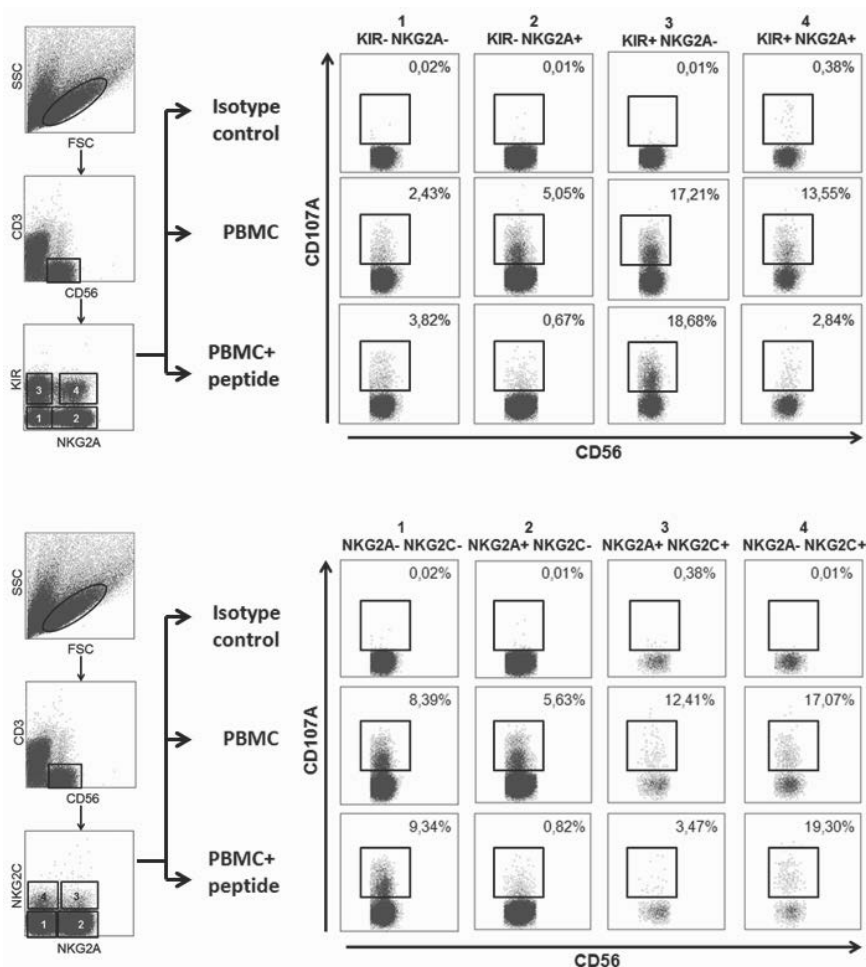 SSC
FSC
CD3
CD56
KIR
3
4
1
2
NKG2A
Isotype
control
PBMC
PBMC+
peptide
1 2 3 4
KIR- NKG2A- KIR- NKG2A+ KIR+ NKG2A- KIR+ NKG2A+
0,02% 0,01% 0,01% 0,38%
2,43% 5,05% 17,21% 13,55%
3,82% 0,67% 18,68% 2,84%
CD107A
CD56
SSC
FSC
CD3
CD56
NKG2C
4
3
1
2
NKG2A
Isotype
control
PBMC
PBMC+
peptide
1 2 3 4
NKG2A- NKG2C- NKG2A+ NKG2C- NKG2A+ NKG2C+ NKG2A- NKG2C+
0,02% 0,01% 0,38% 0,01%
8,39% 5,63% 12,41% 17,07%
9,34% 0,82% 3,47% 19,30%
CD107A
CD56